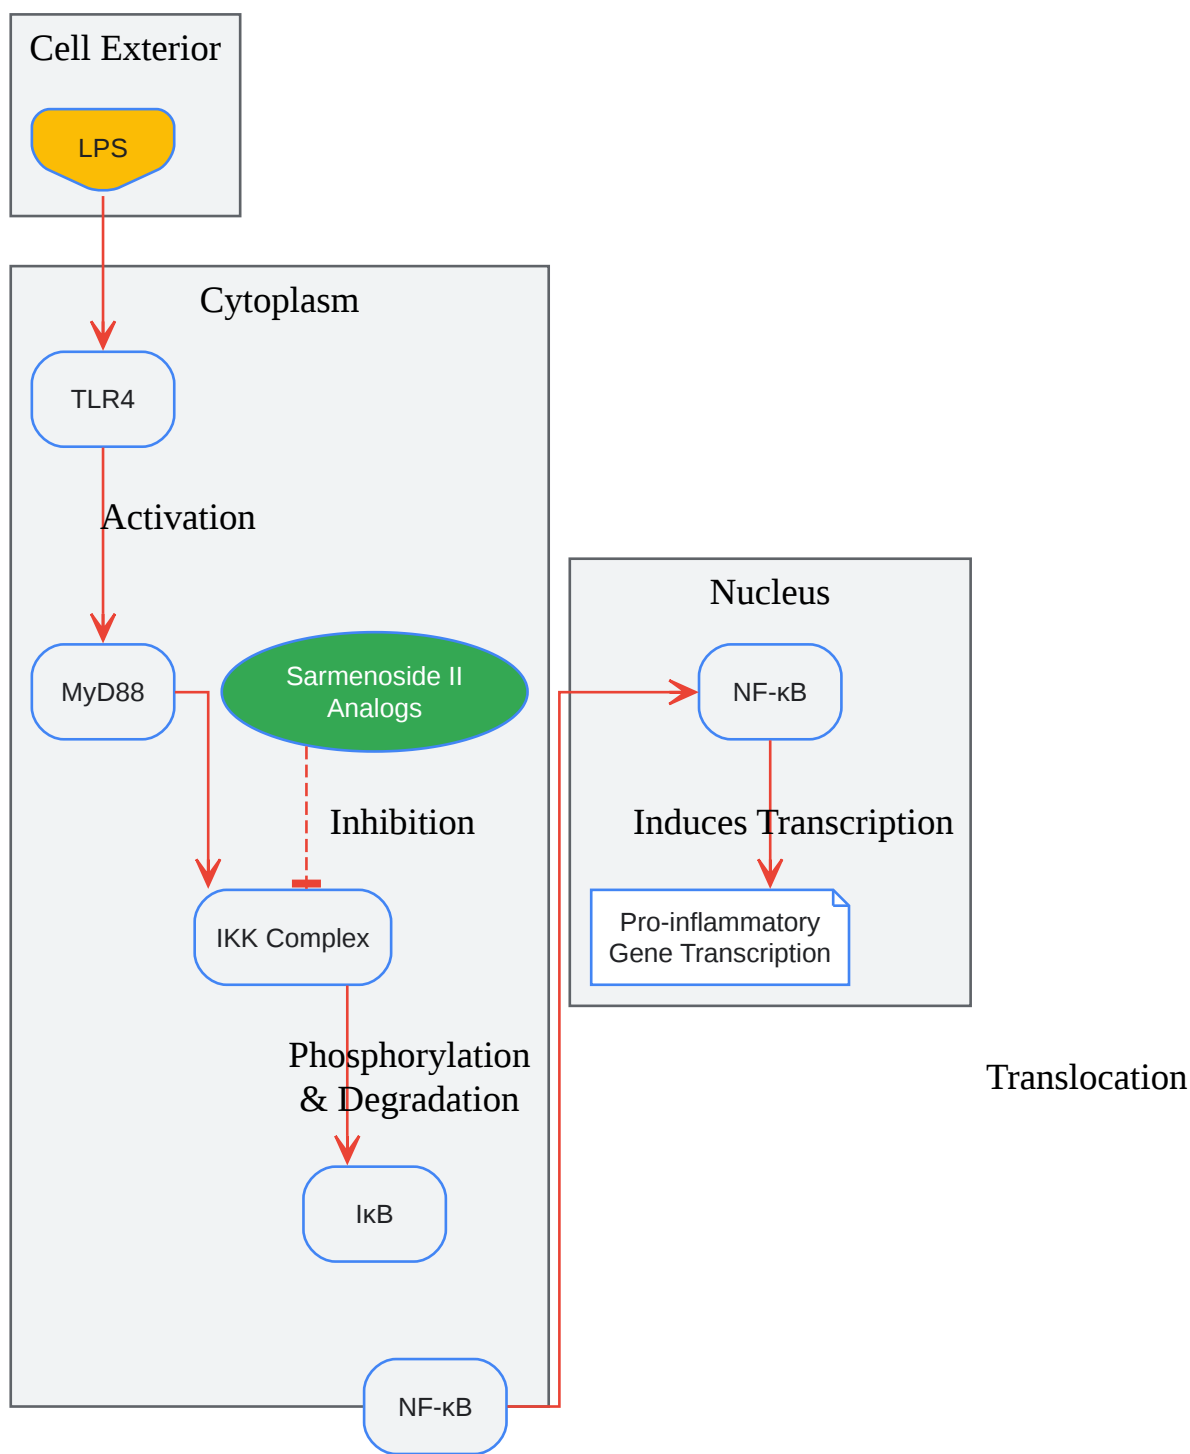 Cell Exterior
LPS
Cytoplasm
TLR4
Activation
MyD88
Sarmenoside II
Analogs
Inhibition
IKK Complex
Phosphorylation
& Degradation
IκB
NF-κB
Nucleus
NF-κB
Induces Transcription
Pro-inflammatory
Gene Transcription
Translocation